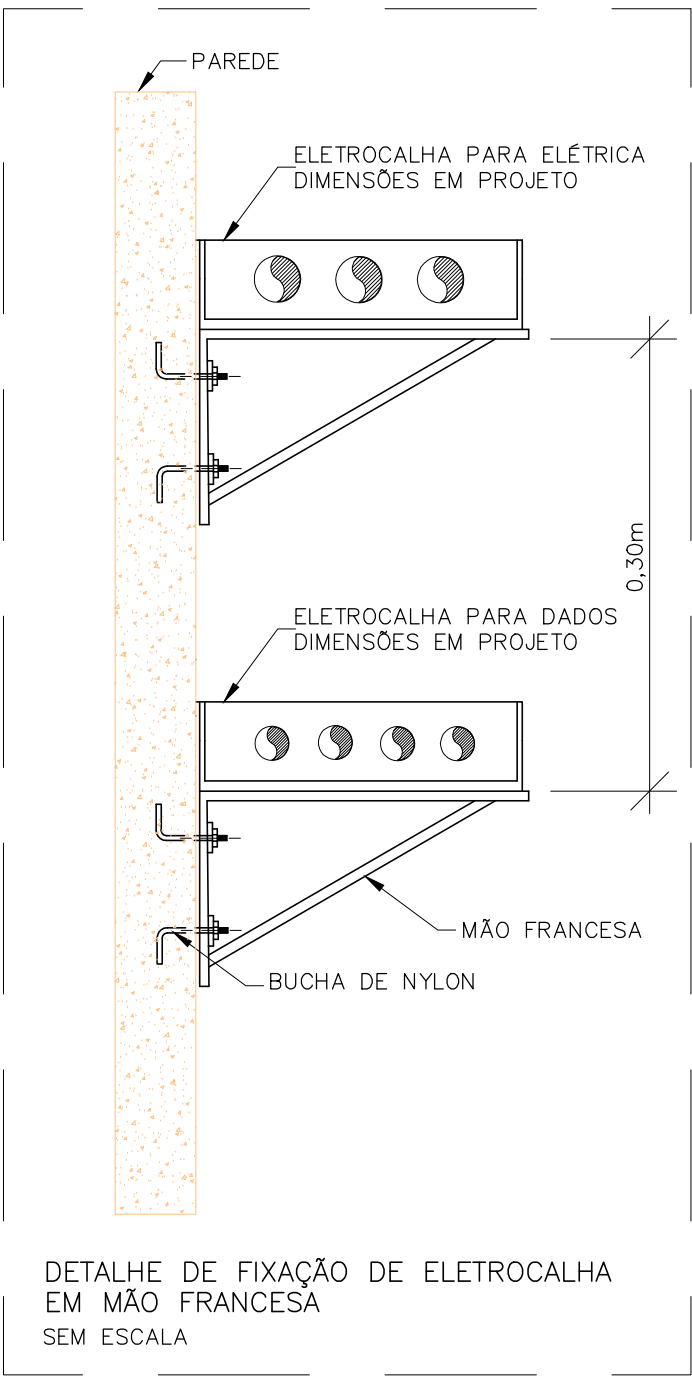 PAREDE
ELETROCALHA PARA ELÉTRICA
DIMENSÕES EM PROJETO
0,30m
ELETROCALHA PARA DADOS
DIMENSÕES EM PROJETO
MÃO FRANCESA
BUCHA DE NYLON
DETALHE DE FIXAÇÃO DE ELETROCALHA
EM MÃO FRANCESA
SEM ESCALA